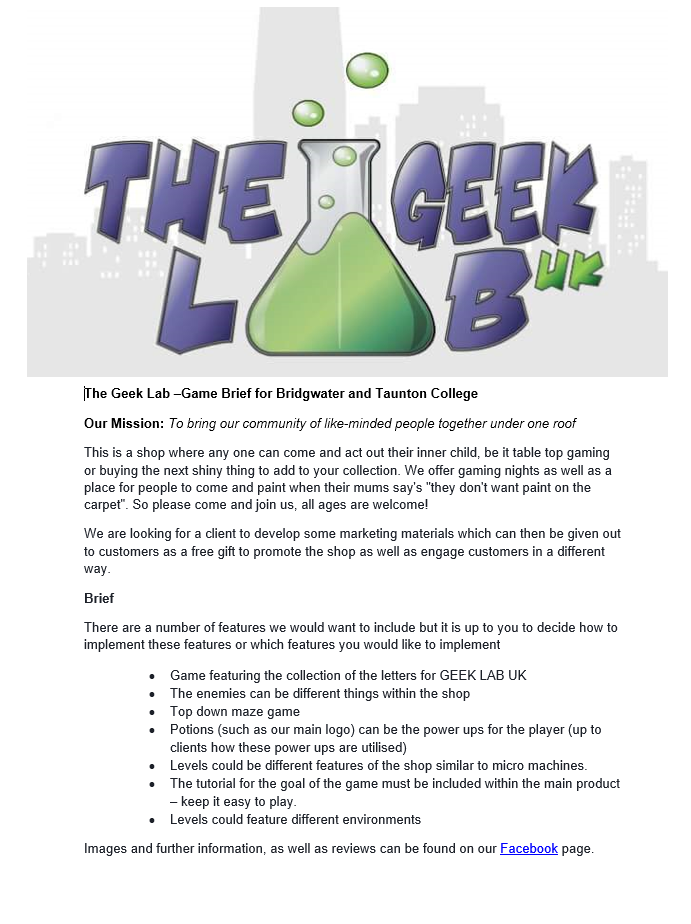 THE GEEK
L B UK
The Geek Lab –Game Brief for Bridgwater and Taunton College
Our Mission: To bring our community of like-minded people together under one roof
This is a shop where any one can come and act out their inner child, be it table top gaming
or buying the next shiny thing to add to your collection. We offer gaming nights as well as a
place for people to come and paint when their mums say's "they don't want paint on the
carpet". So please come and join us, all ages are welcome!
We are looking for a client to develop some marketing materials which can then be given out
to customers as a free gift to promote the shop as well as engage customers in a different
way.
Brief
There are a number of features we would want to include but it is up to you to decide how to
implement these features or which features you would like to implement
• Game featuring the collection of the letters for GEEK LAB UK
• The enemies can be different things within the shop
• Top down maze game
• Potions (such as our main logo) can be the power ups for the player (up to
clients how these power ups are utilised)
• Levels could be different features of the shop similar to micro machines.
• The tutorial for the goal of the game must be included within the main product
– keep it easy to play.
• Levels could feature different environments
Images and further information, as well as reviews can be found on our Facebook page.